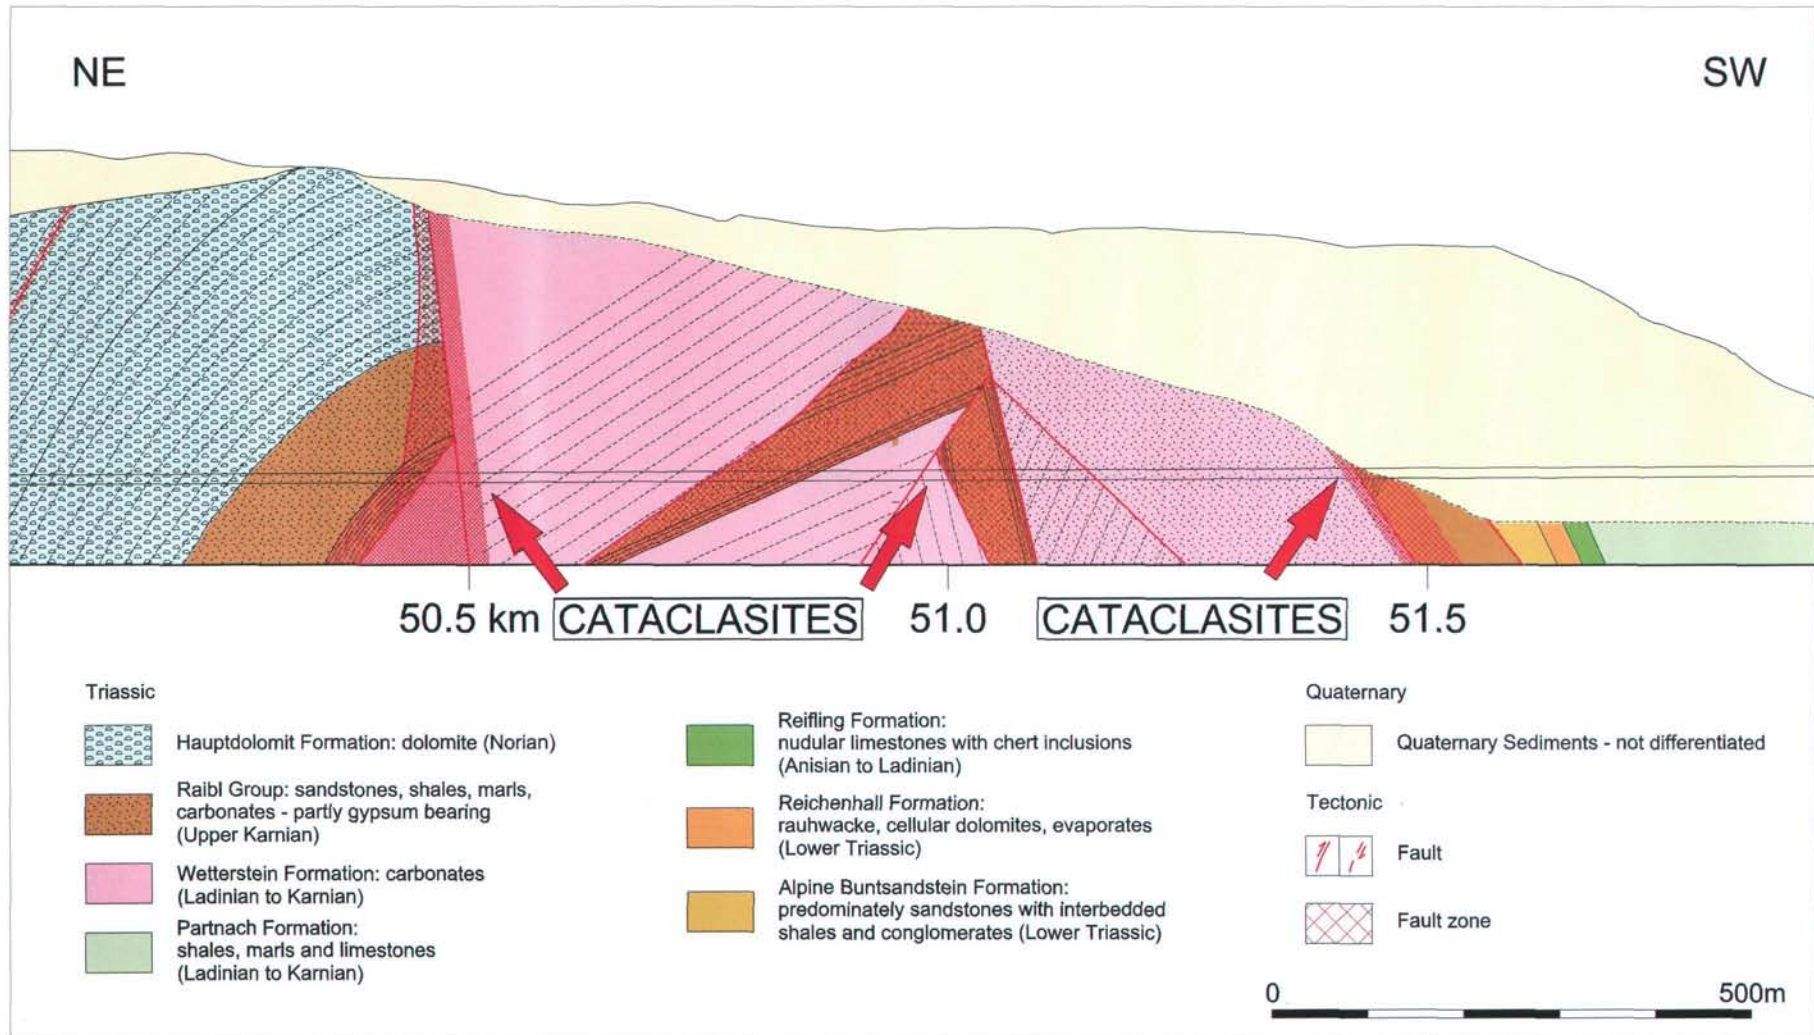 NE
SW
50.5 km
CATACLASITES
51.0
CATACLASITES
51.5
Triassic
Hauptdolomit Formation: dolomite (Norian)
Raibl Group: sandstones, shales, marls,
carbonates - partly gypsum bearing
(Upper Karnian)
Wetterstein Formation: carbonates
(Ladinian to Karnian)
Partnach Formation:
shales, marls and limestones
(Ladinian to Karnian)
Reifling Formation:
nudular limestones with chert inclusions
(Anisian to Ladinian)
Reichenhall Formation:
rauhwacke, cellular dolomites, evaporates
(Lower Triassic)
Alpine Buntsandstein Formation:
predominately sandstones with interbedded
shales and conglomerates (Lower Triassic)
Quaternary
Quaternary Sediments - not differentiated
Tectonic
Fault
Fault zone
0
500m